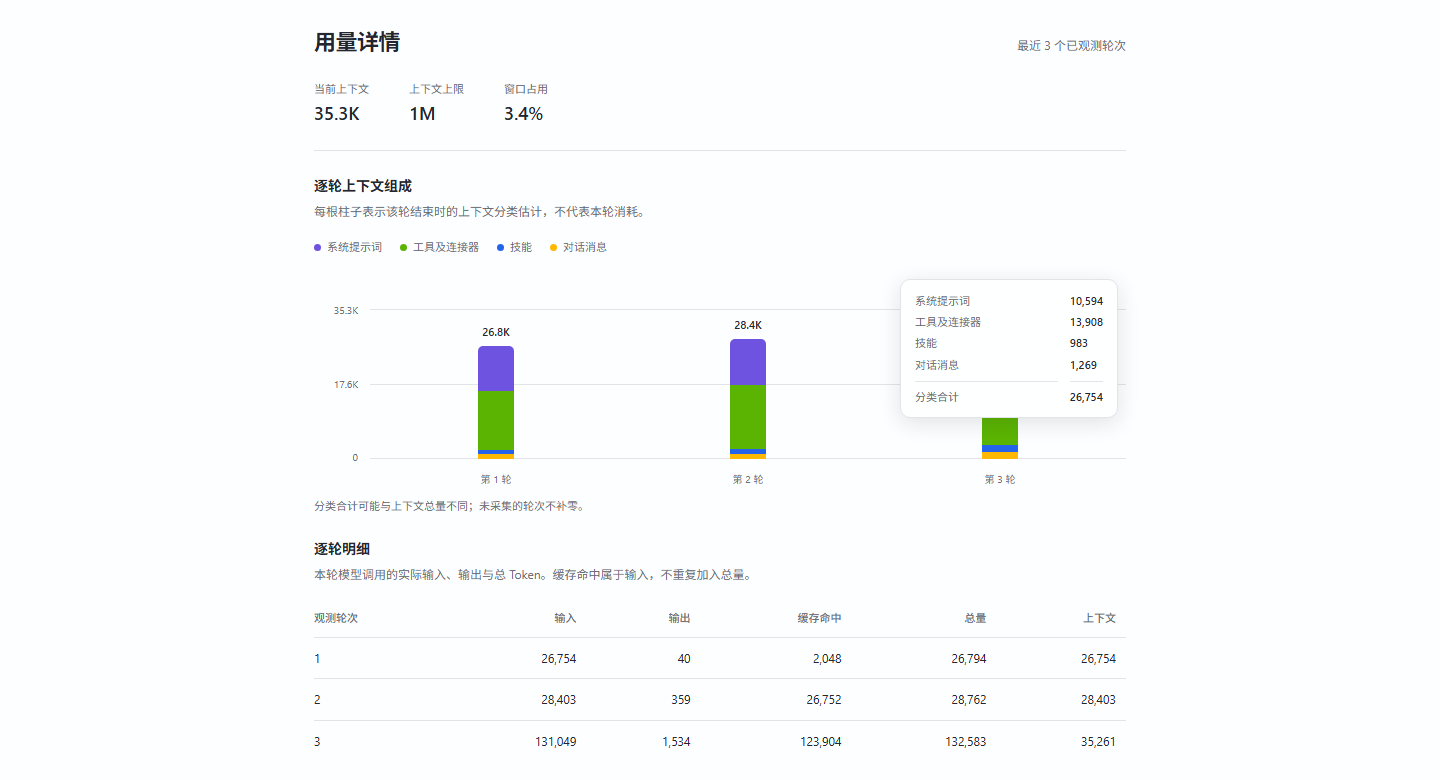 用量详情
最近 3 个已观测轮次
当前上下文 上下文上限 窗口占用
35.3K 1M 3.4%
逐轮上下文组成
每根柱子表示该轮结束时的上下文分类估计，不代表本轮消耗。
系统提示词 工具及连接器 技能 对话消息
35.3K
17.6K
0
26.8K
28.4K
系统提示词 10,594
工具及连接器 13,908
技能 983
对话消息 1,269
分类合计 26,754
第 1 轮 第 2 轮 第 3 轮
分类合计可能与上下文总量不同；未采集的轮次不补零。
逐轮明细
本轮模型调用的实际输入、输出与总 Token。缓存命中属于输入，不重复加入总量。
观测轮次 输入 输出 缓存命中 总量 上下文
1 26,754 40 2,048 26,794 26,754
2 28,403 359 26,752 28,762 28,403
3 131,049 1,534 123,904 132,583 35,261